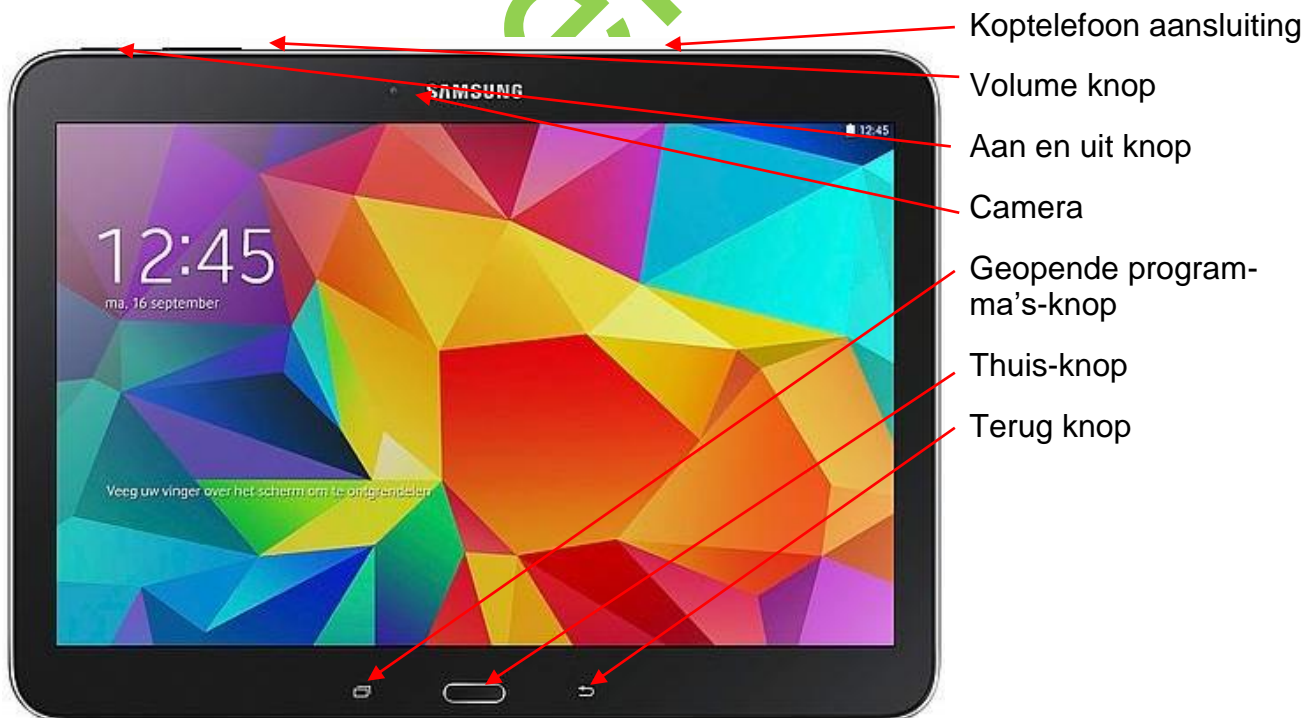 Koptelefoon aansluiting
Volume knop
SAMSUNG
12:45
Aan en uit knop
Camera
12:45
ma, 16 september
Geopende program-
ma's-knop
Thuis-knop
Terug knop
Veeg uw vinger over het scherm om te ontgrendelen